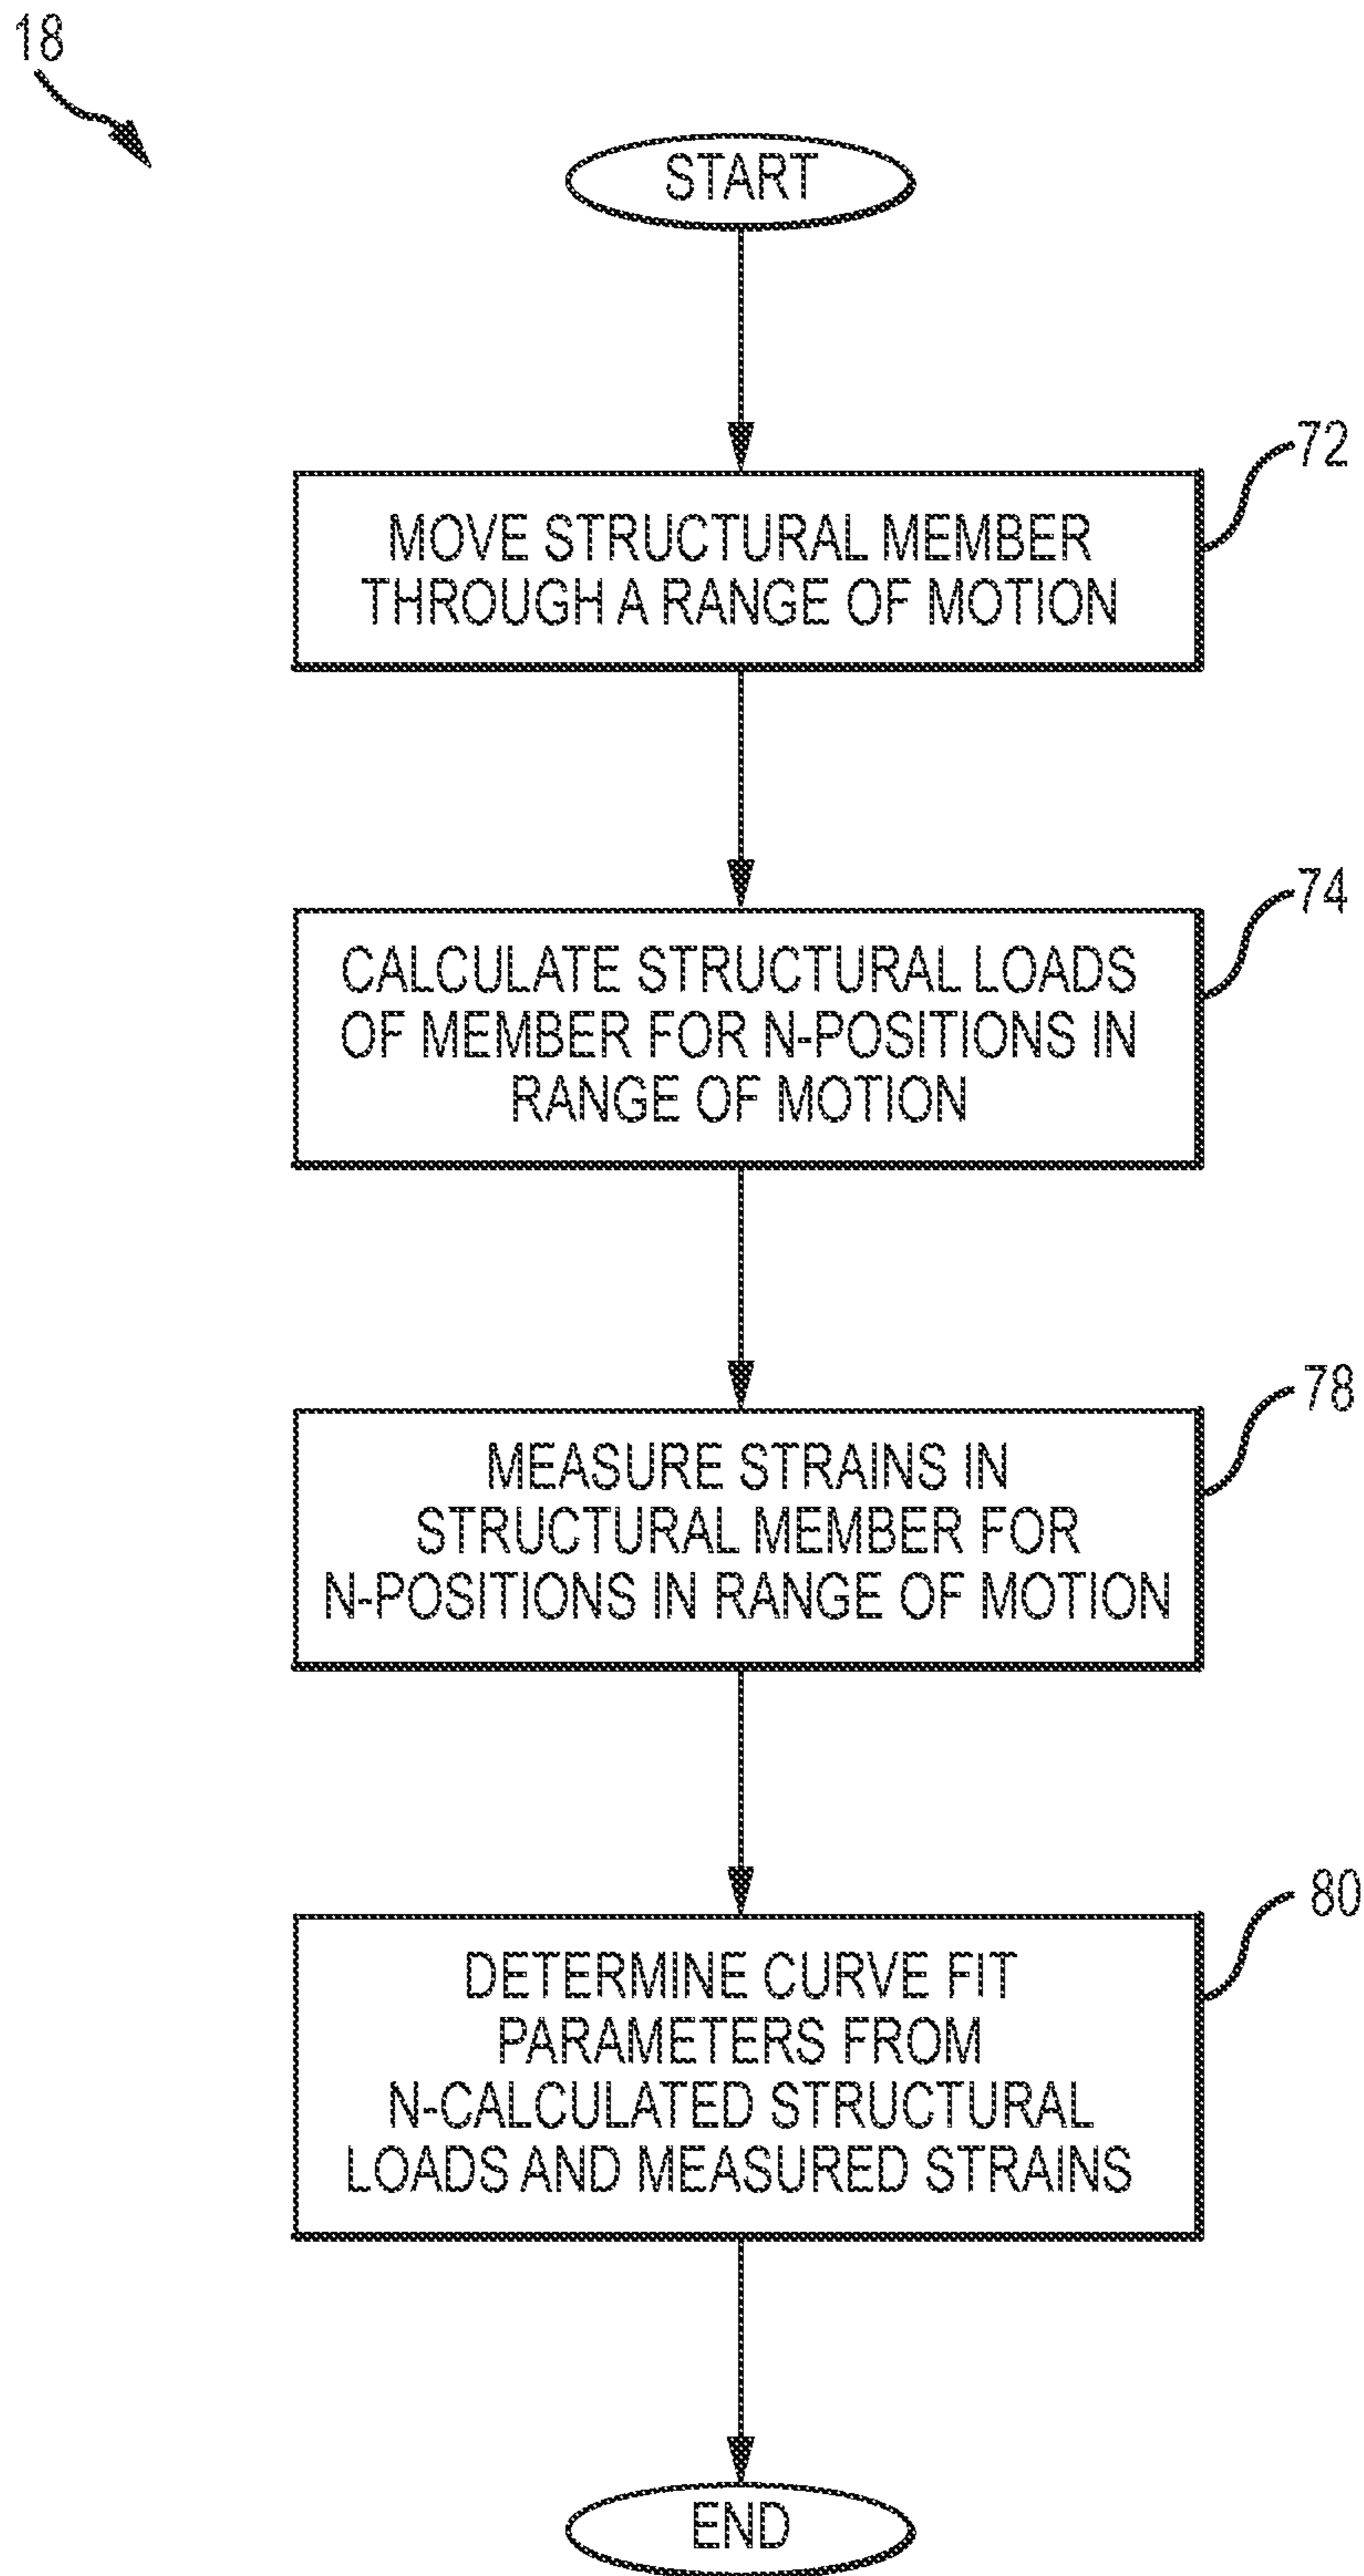 18
START
72
MOVE STRUCTURAL MEMBER
THROUGH A RANGE OF MOTION
74
CALCULATE STRUCTURAL LOADS
OF MEMBER FOR N-POSITIONS IN
RANGE OF MOTION
78
MEASURE STRAINS IN
STRUCTURAL MEMBER FOR
N-POSITIONS IN RANGE OF MOTION
80
DETERMINE CURVE FIT
PARAMETERS FROM
N-CALCULATED STRUCTURAL
LOADS AND MEASURED STRAINS
END